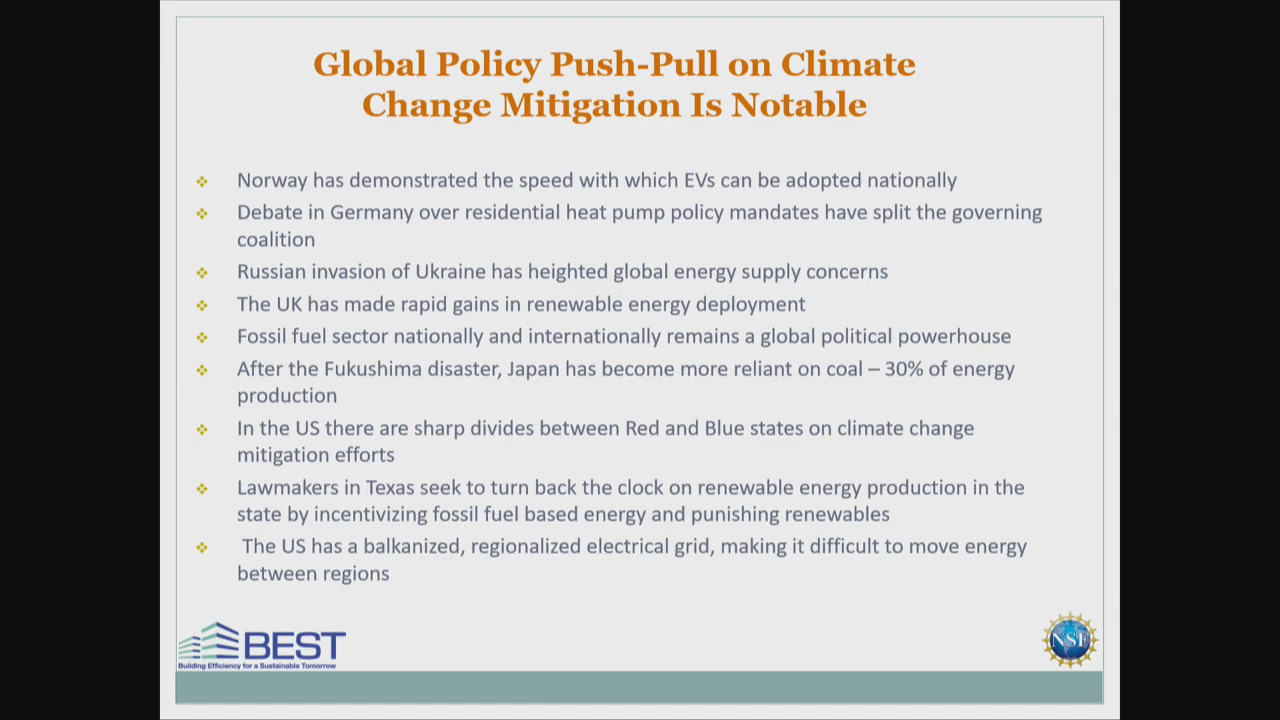 Global Policy Push-Pull on Climate
Change Mitigation Is Notable
Norway has demonstrated the speed with which EVs can be adopted nationally
Debate in Germany over residential heat pump policy mandates have split the governing
coalition
Russian invasion of Ukraine has heighted global energy supply concerns
The UK has made rapid gains in renewable energy deployment
Fossil fuel sector nationally and internationally remains a global political powerhouse
After the Fukushima disaster, Japan has become more reliant on coal – 30% of energy
production
In the US there are sharp divides between Red and Blue states on climate change
mitigation efforts
Lawmakers in Texas seek to turn back the clock on renewable energy production in the
state by incentivizing fossil fuel based energy and punishing renewables
The US has a balkanized, regionalized electrical grid, making it difficult to move energy
between regions
BEST
Building Efficiency for a Sustainable Tomorrow
NSF